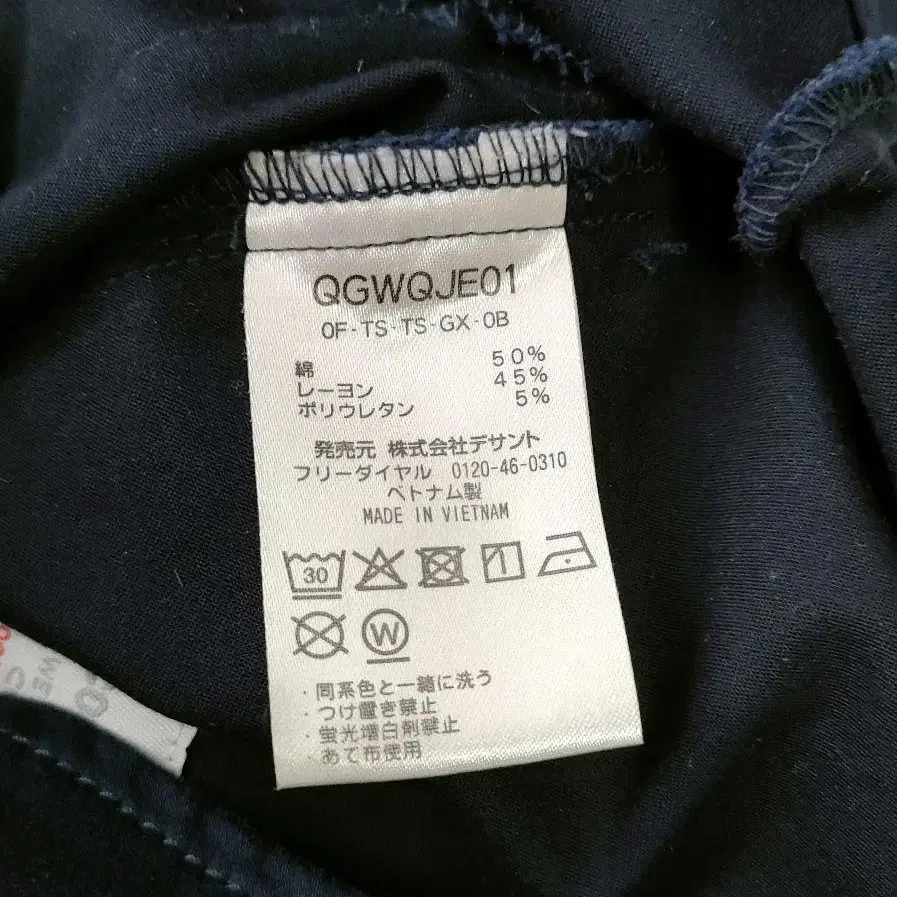 QGWQJE01
OF-TS-TS-GX-0B
綿 50%
レーヨン 45%
ポリウレタン 5%
発売元 株式会社デサント
フリーダイヤル 0120-46-0310
ベトナム製
MADE IN VIETNAM
30
W
・同系色と一緒に洗う
・つけ置き禁止
・蛍光増白剤禁止
・あて布使用